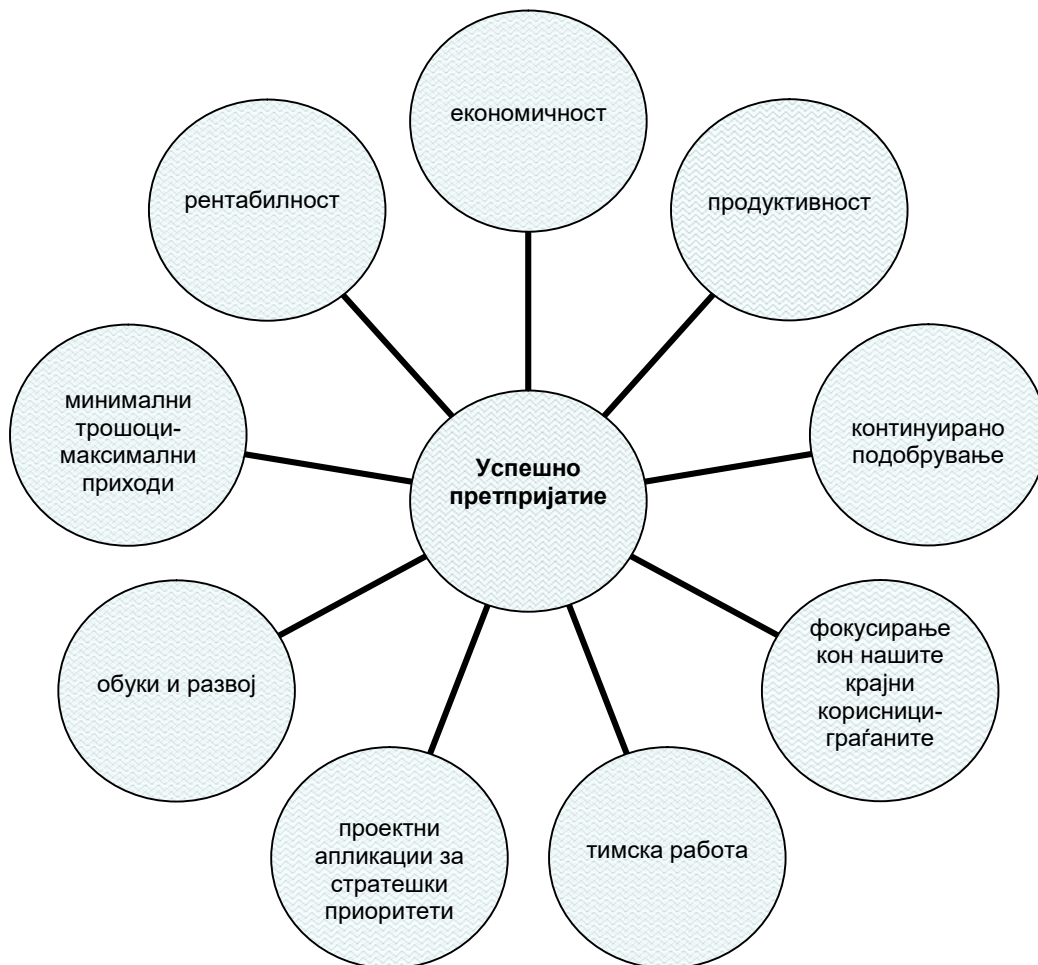 економичност
продуктивност
континуирано
подобрување
фокусирање
кон нашите
крајни
корисници-
граѓаните
тимска работа
проектни
апликации за
стратешки
приоритети
обуки и развој
минимални
трошоци-
максимални
приходи
рентабилност
Успешно
претпријатие